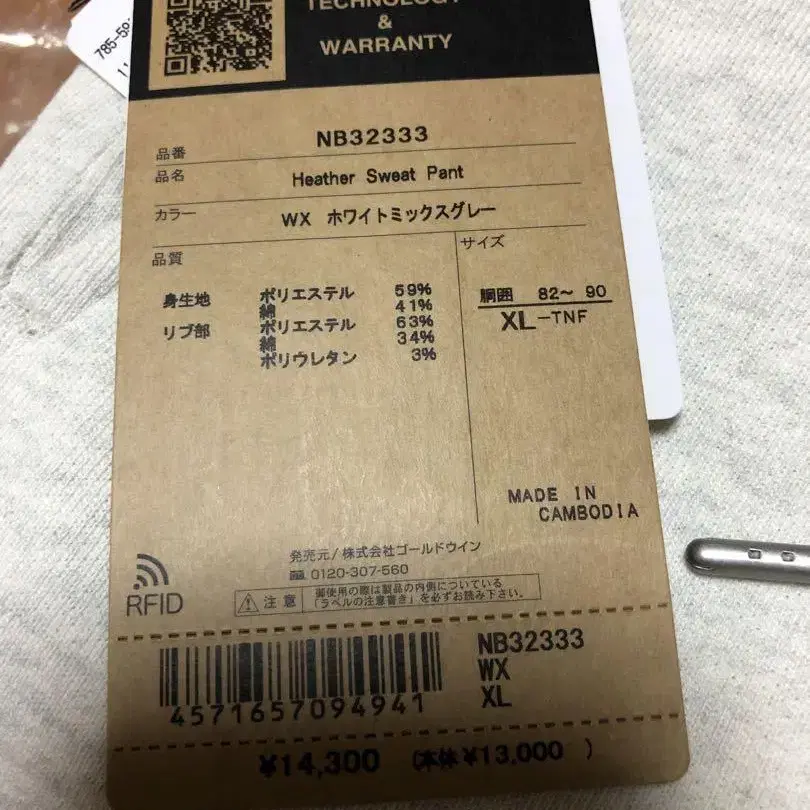 785-59
TECHNOLOGY
&
WARRANTY
品番 NB32333
品名 Heather Sweat Pant
カラー WX ホワイトミックスグレー
品質
サイズ
身生地 ポリエステル 59%
綿 41%
リブ部 ポリエステル 63%
綿 34%
ポリウレタン 3%
胴囲 82～ 90
XL-TNF
MADE IN
CAMBODIA
発売元/株式会社ゴールドウイン
☎ 0120-307-560
RFID
注意
御使用の際は製品の内側についている
「ラベルの注意書き」を必ずお読み下さい。
NB32333
WX
XL
4571657094941
¥14,300 (本体¥13,000 )